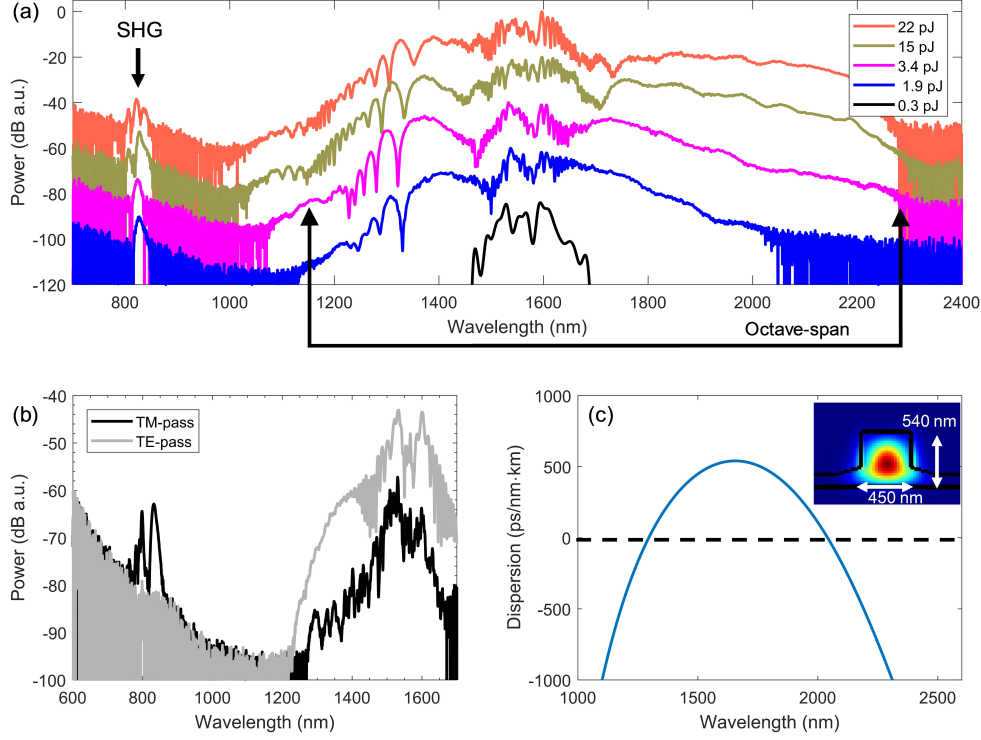 (a)
SHG
22 pJ
15 pJ
3.4 pJ
1.9 pJ
0.3 pJ
Power (dB a.u.)
0
-20
-40
-60
-80
-100
-120
800 1000 1200 1400 1600 1800 2000 2200 2400
Wavelength (nm)
Octave-span
(b)
TM-pass
TE-pass
Power (dB a.u.)
-40
-50
-60
-70
-80
-90
-100
600 800 1000 1200 1400 1600
Wavelength (nm)
(c)
540 nm
450 nm
Dispersion (ps/nm·km)
1000
500
0
-500
-1000
1000 1500 2000 2500
Wavelength (nm)